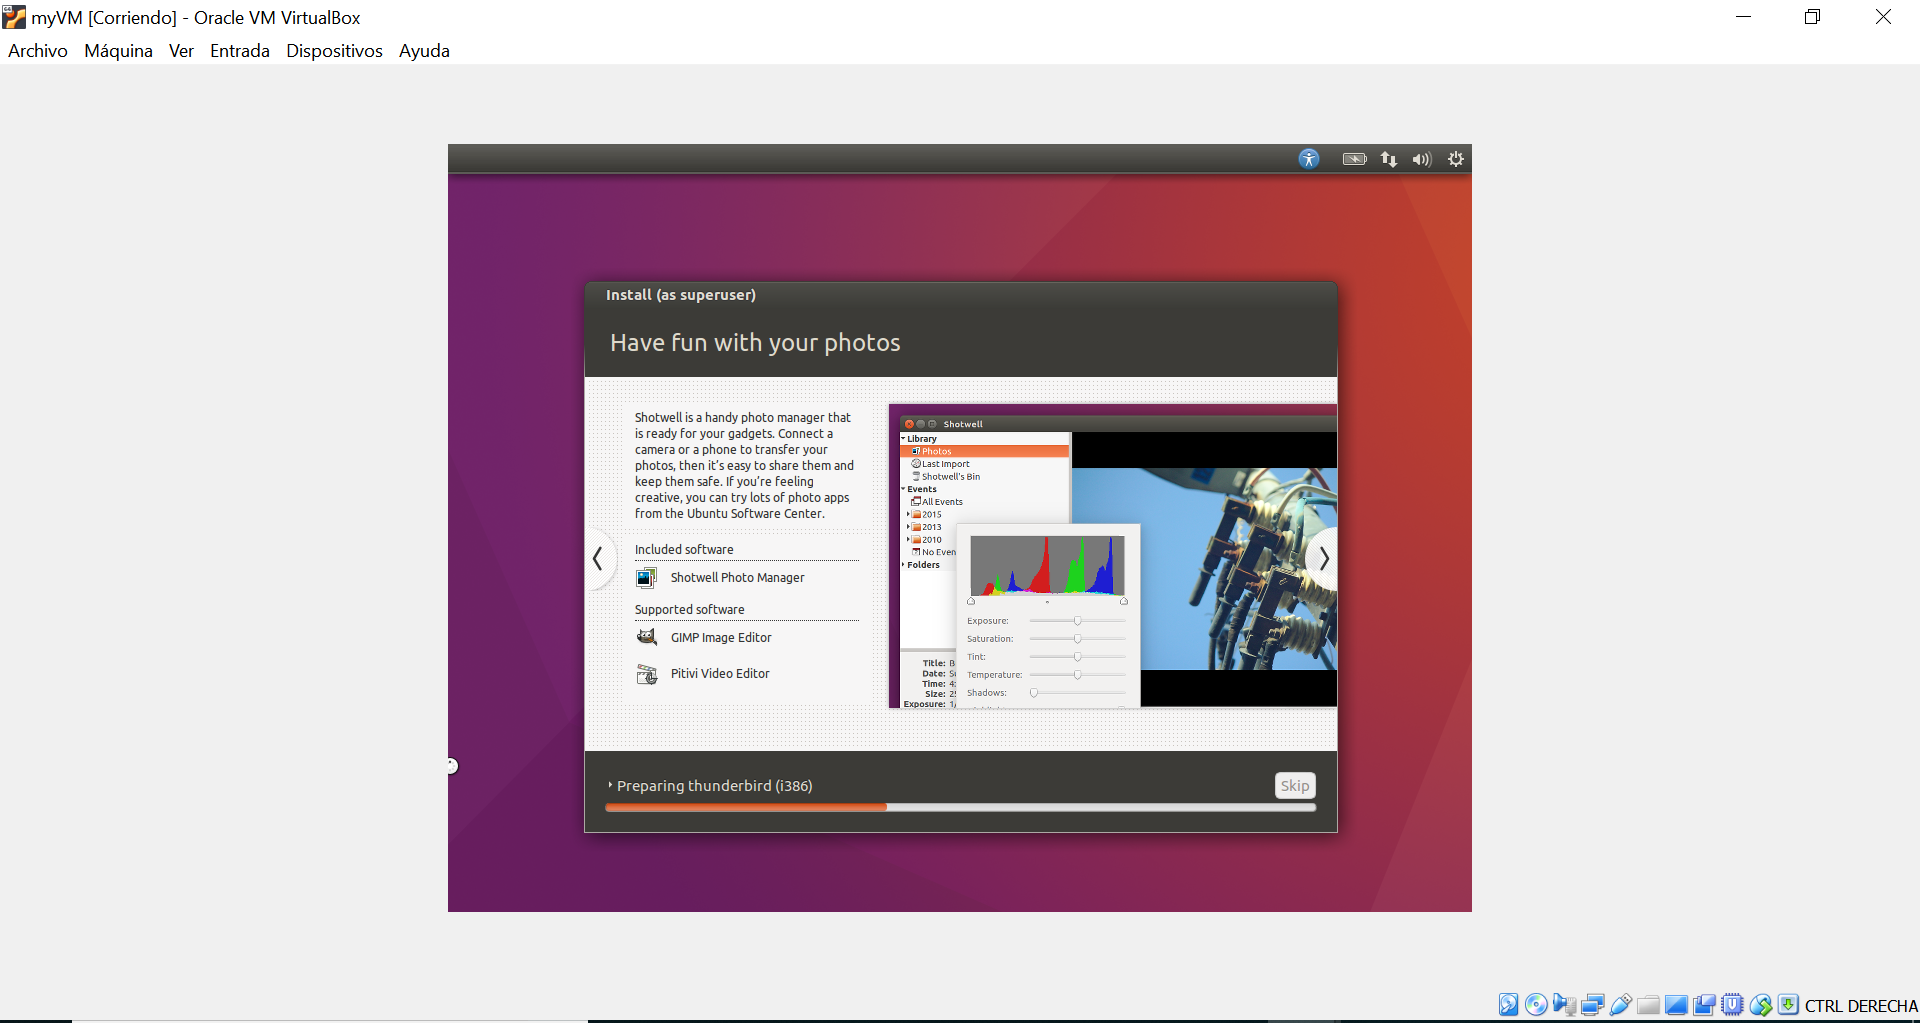 myVM [Corriendo] - Oracle VM VirtualBox
Archivo Máquina Ver Entrada Dispositivos Ayuda
Install (as superuser)
Have fun with your photos
Shotwell is a handy photo manager that
is ready for your gadgets. Connect a
camera or a phone to transfer your
photos, then it's easy to share them and
keep them safe. If you're feeling
creative, you can try lots of photo apps
from the Ubuntu Software Center.
Included software
Shotwell Photo Manager
Supported software
GIMP Image Editor
Pitivi Video Editor
Shotwell
Library
Photos
Last Import
Shotwell's Bin
Events
All Events
2015
2013
2010
No Even
Folders
Title: B
Date: Su
Time: 4:
Size: 25
Exposure: 1/
Exposure:
Saturation:
Tint:
Temperature:
Shadows:
Preparing thunderbird (i386)
Skip
CTRL DERECHA